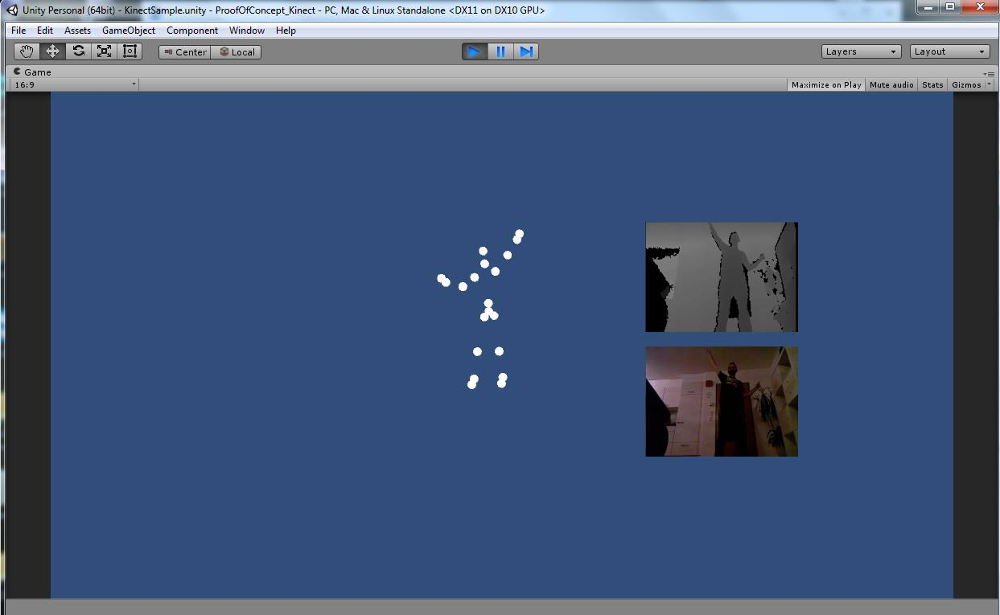 Unity Personal (64bit) - KinectSample.unity - ProofOfConcept_Kinect - PC, Mac & Linux Standalone <DX11 on DX10 GPU>
File Edit Assets GameObject Component Window Help
Center Local Layers Layout
Game
16:9 Maximize on Play Mute audio Stats Gizmos